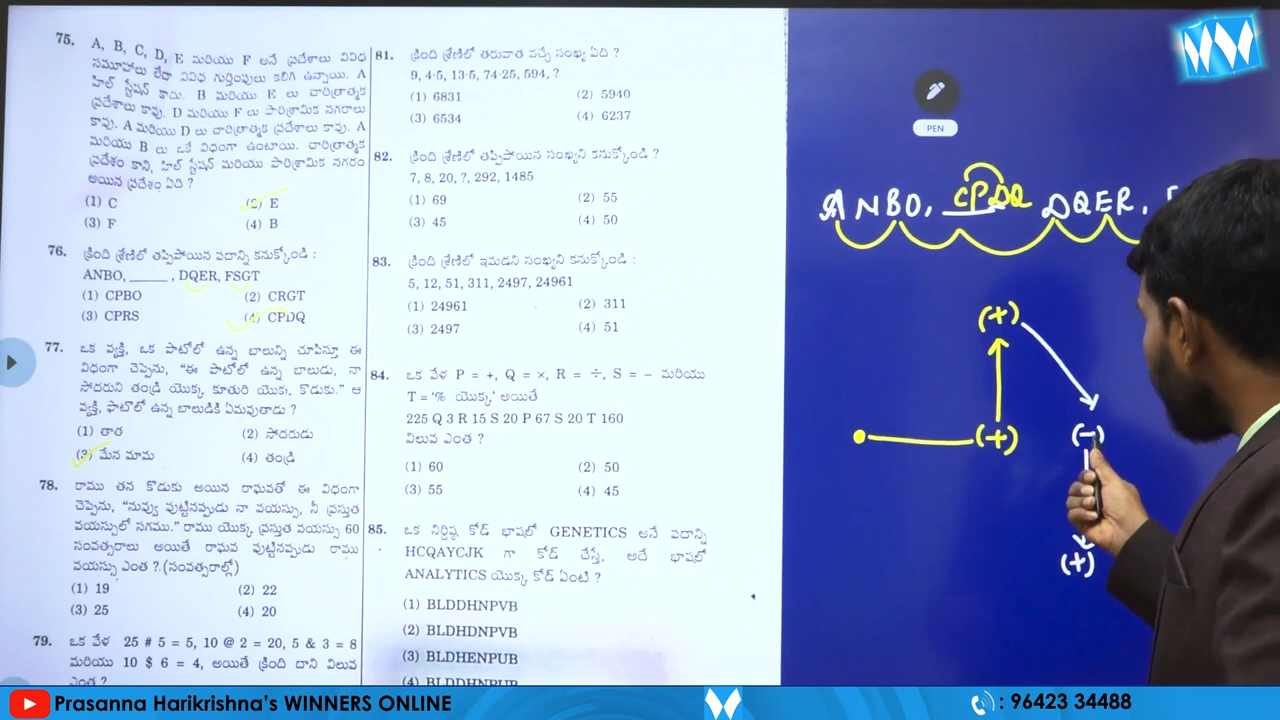 75. A, B, C, D, E మరియు F అనే ప్రదేశాలు వివిధ
సమూహాలు లేదా వివిధ గుర్తింపులు కలిగి ఉన్నాయి. A
హిల్ స్టేషన్ కాదు. B మరియు E లు చారిత్రాత్మక
ప్రదేశాలు కావు. D మరియు F లు పారిశ్రామిక నగరాలు
కావు. A మరియు D లు చారిత్రాత్మక ప్రదేశాలు కావు. A
మరియు B లు ఒకే విధంగా ఉంటాయి. చారిత్రాత్మక
ప్రదేశం కాని, హిల్ స్టేషన్ మరియు పారిశ్రామిక నగరం
అయిన ప్రదేశం ఏది ?
(1) C (2) E
(3) F (4) B
76. క్రింది శ్రేణిలో తప్పిపోయిన పదాన్ని కనుక్కోండి :
ANBO, ______ , DQER, FSGT
(1) CPBO (2) CRGT
(3) CPRS (4) CPDQ
77. ఒక వ్యక్తి, ఒక ఫొటోలో ఉన్న బాలున్ని చూపిస్తూ ఈ
విధంగా చెప్పెను, "ఈ ఫొటోలో ఉన్న బాలుడు, నా
సోదరుని తండ్రి యొక్క కూతురి యొక్క కొడుకు." ఆ
వ్యక్తి, ఫొటోలో ఉన్న బాలుడికి ఏమవుతాడు ?
(1) తాత (2) సోదరుడు
(3) మేన మామ (4) తండ్రి
78. రాము తన కొడుకు అయిన రాఘవతో ఈ విధంగా
చెప్పెను, "నువ్వు పుట్టినప్పుడు నా వయస్సు, నీ ప్రస్తుత
వయస్సులో సగము." రాము యొక్క ప్రస్తుత వయస్సు 60
సంవత్సరాలు అయితే రాఘవ పుట్టినప్పుడు రాము
వయస్సు ఎంత ? (సంవత్సరాల్లో)
(1) 19 (2) 22
(3) 25 (4) 20
79. ఒక వేళ 25 # 5 = 5, 10 @ 2 = 20, 5 & 3 = 8
మరియు 10 $ 6 = 4, అయితే క్రింది దాని విలువ
ఎంత ?
81. క్రింది శ్రేణిలో తరువాత వచ్చే సంఖ్య ఏది ?
9, 4·5, 13·5, 74·25, 594, ?
(1) 6831 (2) 5940
(3) 6534 (4) 6237
82. క్రింది శ్రేణిలో తప్పిపోయిన సంఖ్యని కనుక్కోండి ?
7, 8, 20, ?, 292, 1485
(1) 69 (2) 55
(3) 45 (4) 50
83. క్రింది శ్రేణిలో ఇమడని సంఖ్యని కనుక్కోండి :
5, 12, 51, 311, 2497, 24961
(1) 24961 (2) 311
(3) 2497 (4) 51
84. ఒక వేళ P = +, Q = ×, R = ÷, S = − మరియు
T = '% యొక్క' అయితే
225 Q 3 R 15 S 20 P 67 S 20 T 160
విలువ ఎంత ?
(1) 60 (2) 50
(3) 55 (4) 45
85. ఒక నిర్దిష్ట కోడ్ భాషలో GENETICS అనే పదాన్ని
HCQAYCJK గా కోడ్ చేస్తే, అదే భాషలో
ANALYTICS యొక్క కోడ్ ఏంటి ?
(1) BLDDHNPVB
(2) BLDHDNPVB
(3) BLDHENPUB
(4) BLDDHNPUB
PEN
ANBO, CPDQ DQER,
(+)
(+) (−)
(+)
Prasanna Harikrishna's WINNERS ONLINE
: 96423 34488